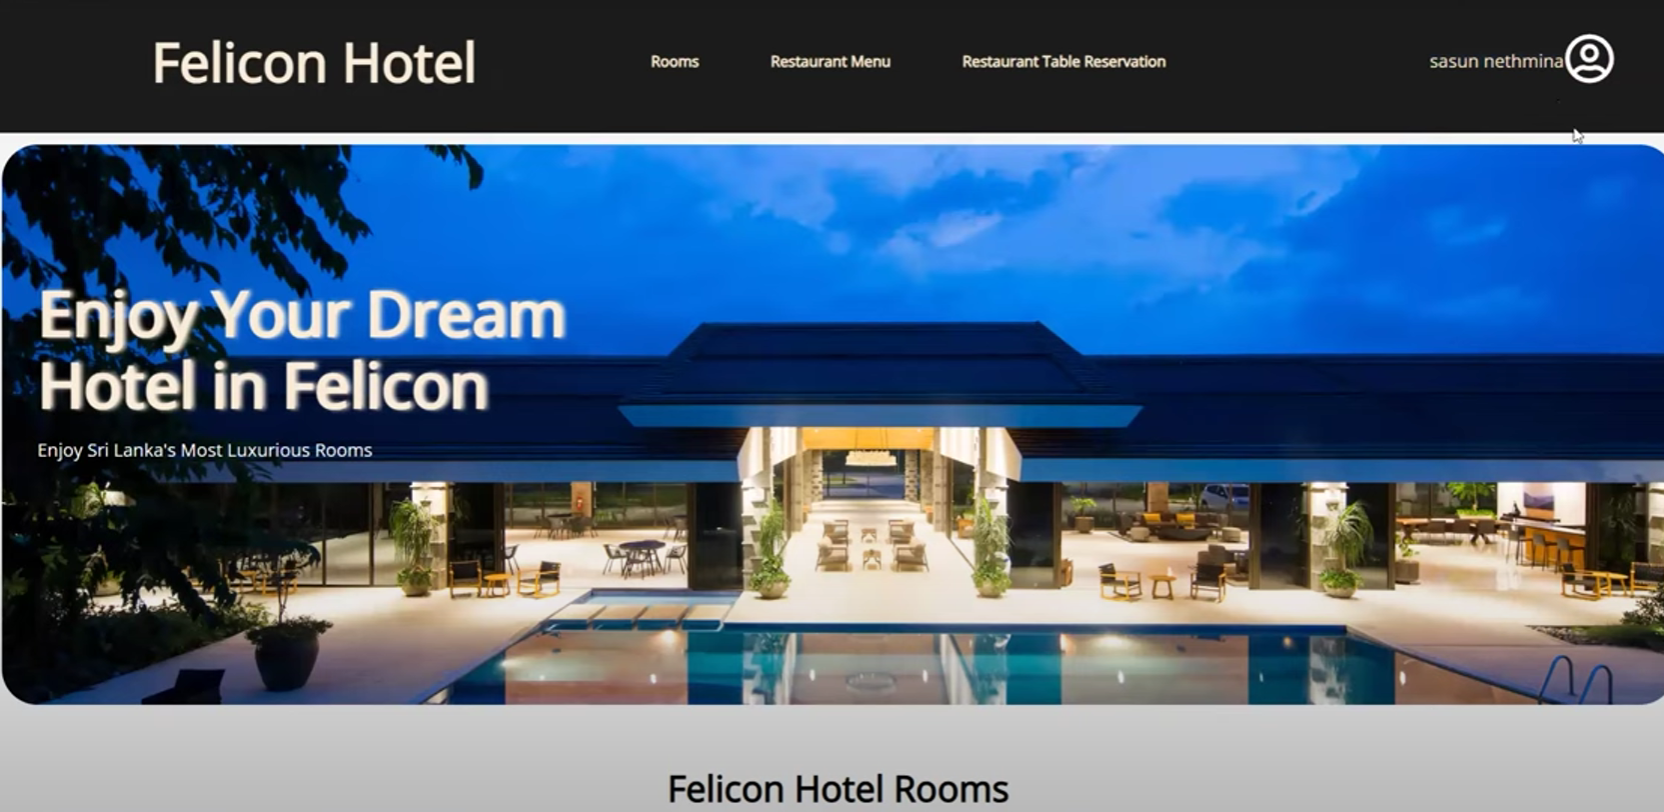 Felicon Hotel
Rooms
Restaurant Menu
Restaurant Table Reservation
sasun nethmina
Enjoy Your Dream
Hotel in Felicon
Enjoy Sri Lanka's Most Luxurious Rooms
Felicon Hotel Rooms